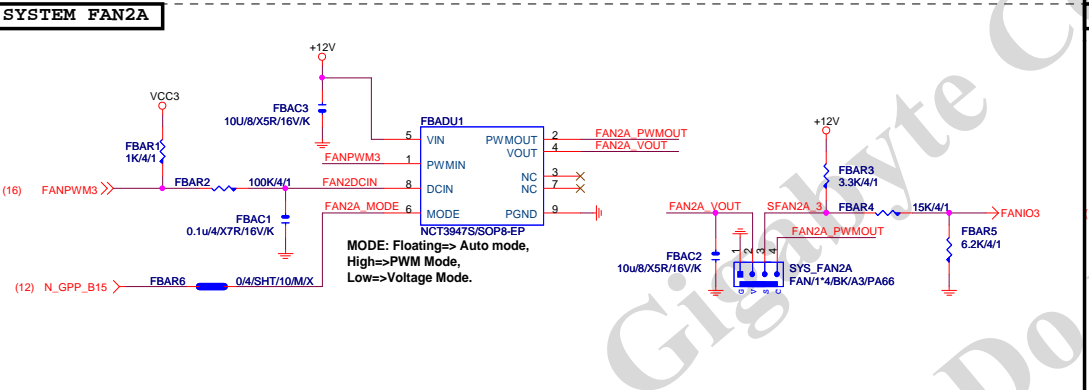 SYSTEM FAN2A
+12V
VCC3
FBAC3
10U/8/X5R/16V/K
FBAR1
1K/4/1
FBADU1
5 VIN
PWMOUT 2 FAN2A_PWMOUT
VOUT 4 FAN2A_VOUT
FANPWM3 1 PWMIN
NC 3
NC 7
(16) FANPWM3
FBAR2 100K/4/1
FAN2DCIN 8 DCIN
FAN2A_MODE 6 MODE
PGND 9
NCT3947S/SOP8-EP
FBAC1
0.1u/4/X7R/16V/K
MODE: Floating=> Auto mode,
High=>PWM Mode,
Low=>Voltage Mode.
(12) N_GPP_B15
FBAR6 0/4/SHT/10/M/X
+12V
FBAR3
3.3K/4/1
FAN2A_VOUT
SFAN2A_3
FBAR4 15K/4/1
FANIO3
FBAR5
6.2K/4/1
FAN2A_PWMOUT
FBAC2
10u/8/X5R/16V/K
1 2 3 4
G V S C
SYS_FAN2A
FAN/1*4/BK/A3/PA66
Gigabyte C
Do